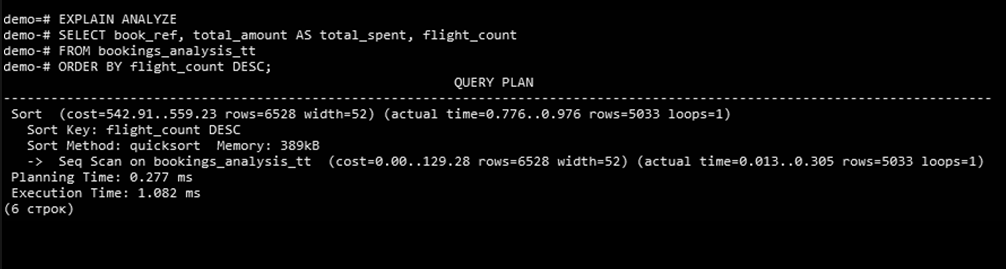 demo=# EXPLAIN ANALYZE
demo-# SELECT book_ref, total_amount AS total_spent, flight_count
demo-# FROM bookings_analysis_tt
demo-# ORDER BY flight_count DESC;
QUERY PLAN
--------------------------------------------------------------------------------------------------------------------------
Sort  (cost=542.91..559.23 rows=6528 width=52) (actual time=0.776..0.976 rows=5033 loops=1)
Sort Key: flight_count DESC
Sort Method: quicksort  Memory: 389kB
->  Seq Scan on bookings_analysis_tt  (cost=0.00..129.28 rows=6528 width=52) (actual time=0.013..0.305 rows=5033 loops=1)
Planning Time: 0.277 ms
Execution Time: 1.082 ms
(6 строк)